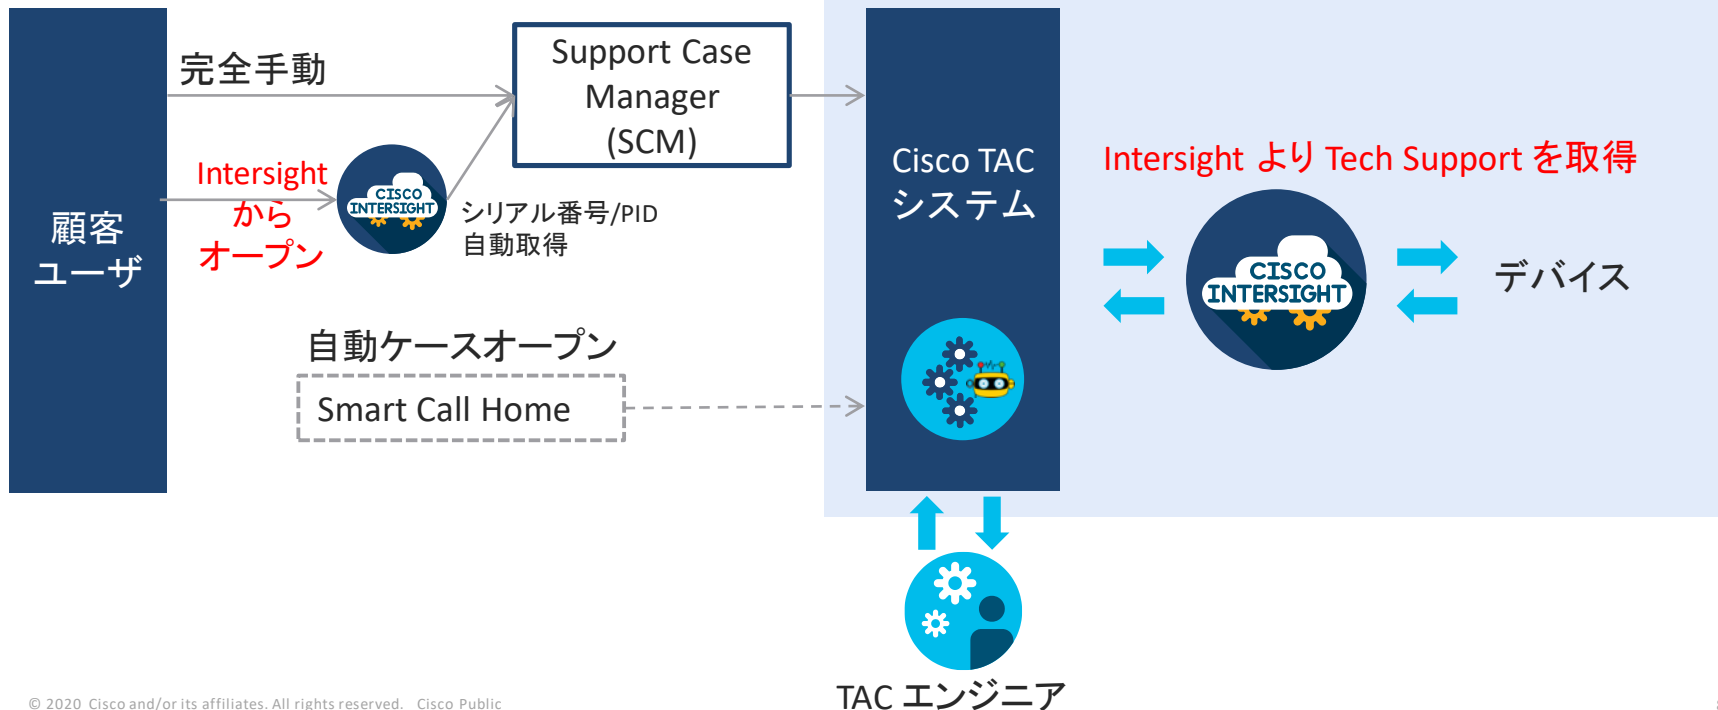 完全手動
Support Case
Manager
(SCM)
Intersight
から
オープン
CISCO
INTERSIGHT
シリアル番号/PID
自動取得
顧客
ユーザ
自動ケースオープン
Smart Call Home
Cisco TAC
システム
Intersight より Tech Support を取得
CISCO
INTERSIGHT
デバイス
TAC エンジニア
© 2020 Cisco and/or its affiliates. All rights reserved. Cisco Public